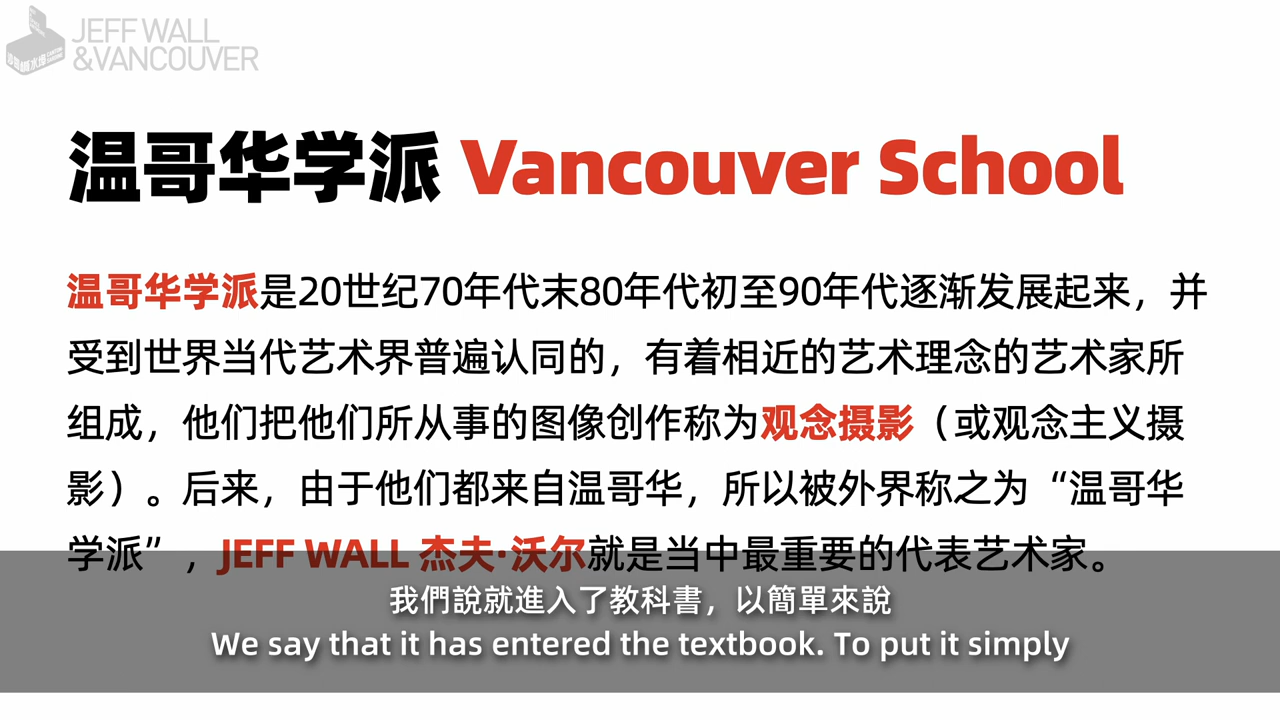 JEFF WALL
&VANCOUVER
温哥华学派 Vancouver School
温哥华学派是20世纪70年代末80年代初至90年代逐渐发展起来，并
受到世界当代艺术界普遍认同的，有着相近的艺术理念的艺术家所
组成，他们把他们所从事的图像创作称为观念摄影（或观念主义摄
影）。后来，由于他们都来自温哥华，所以被外界称之为“温哥华
学派”，JEFF WALL 杰夫·沃尔就是当中最重要的代表艺术家。
我們說就進入了教科書，以簡單來說
We say that it has entered the textbook. To put it simply